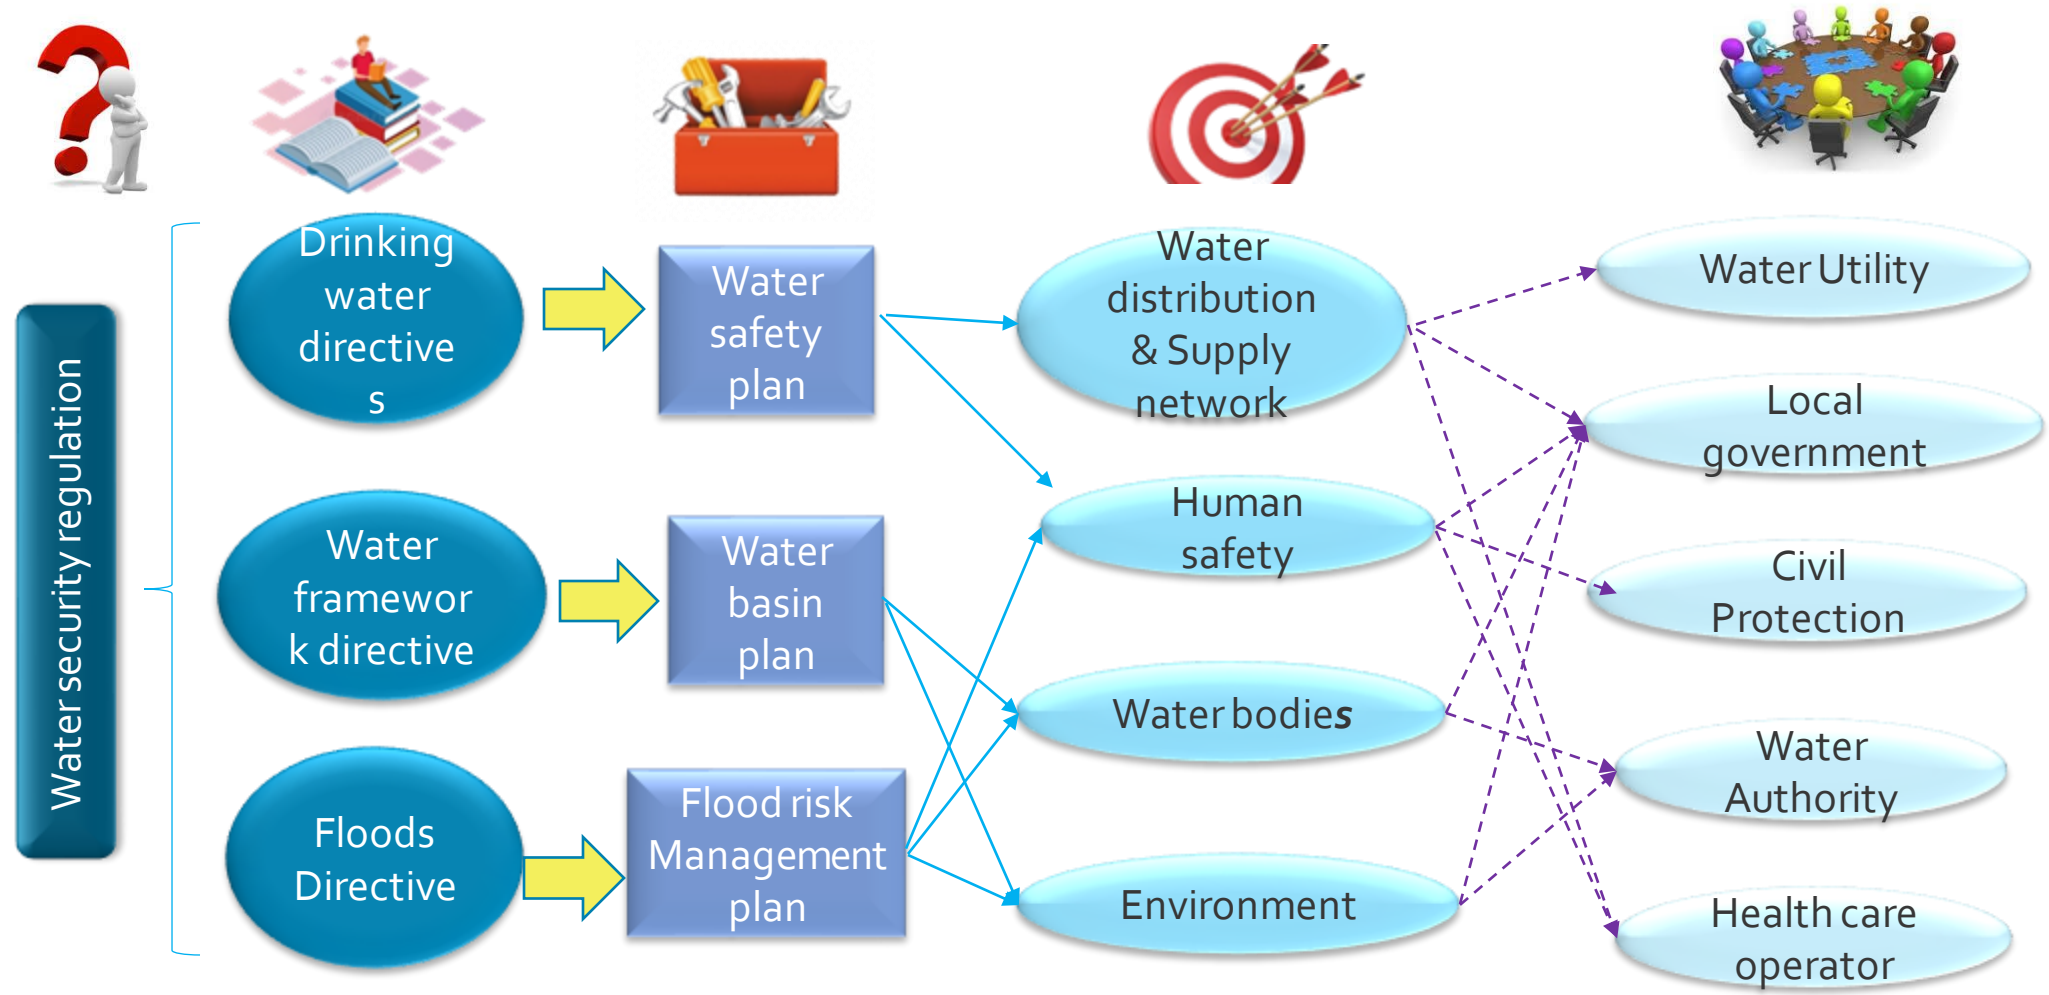 Water security regulation
Drinking
water
directive
s
Water
safety
plan
Water
distribution
& Supply
network
Water Utility
Local
government
Human
safety
Water
framewor
k directive
Water
basin
plan
Civil
Protection
Water bodies
Water
Authority
Floods
Directive
Flood risk
Management
plan
Environment
Health care
operator